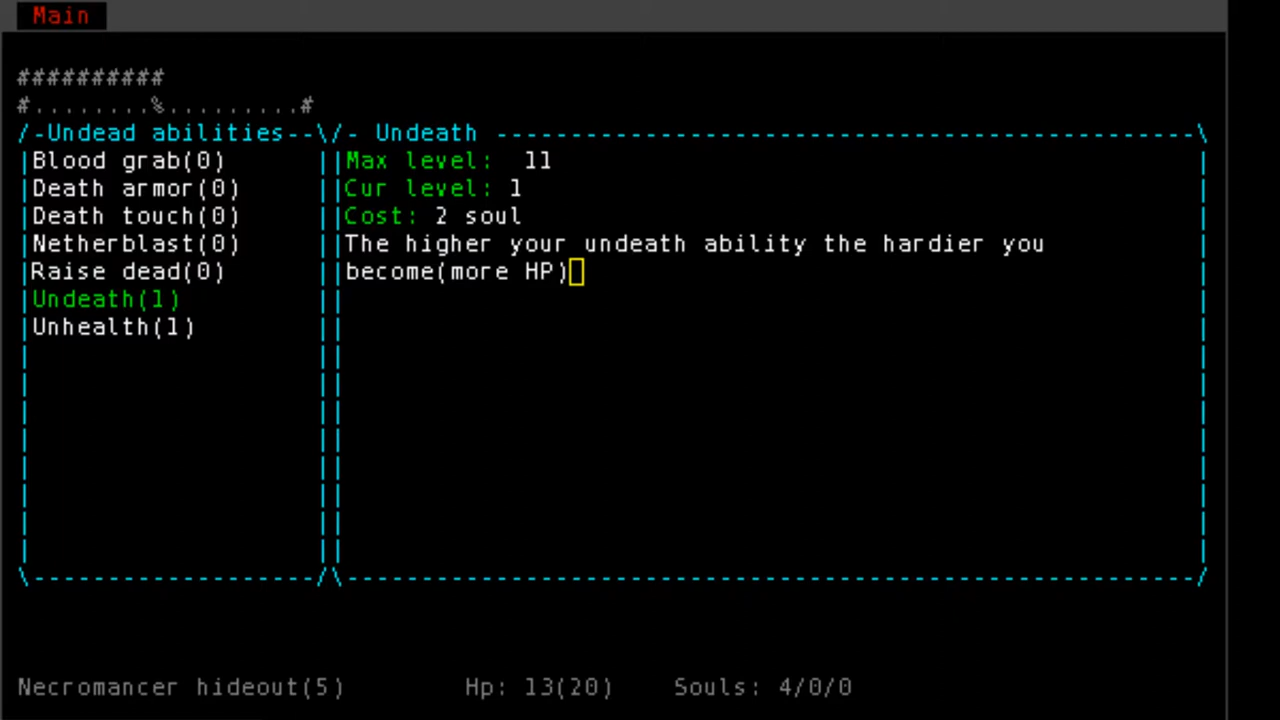 Main
##########
#........%.........#
/-Undead abilities--\/- Undeath ------------------------------------------------\
|Blood grab(0)      ||Max level:  11                                            |
|Death armor(0)     ||Cur level: 1                                              |
|Death touch(0)     ||Cost: 2 soul                                              |
|Netherblast(0)     ||The higher your undeath ability the hardier you           |
|Raise dead(0)      ||become(more HP)                                           |
|Undeath(1)         ||                                                          |
|Unhealth(1)        ||                                                          |
\-------------------/\----------------------------------------------------------/
Necromancer hideout(5)        Hp: 13(20)    Souls: 4/0/0